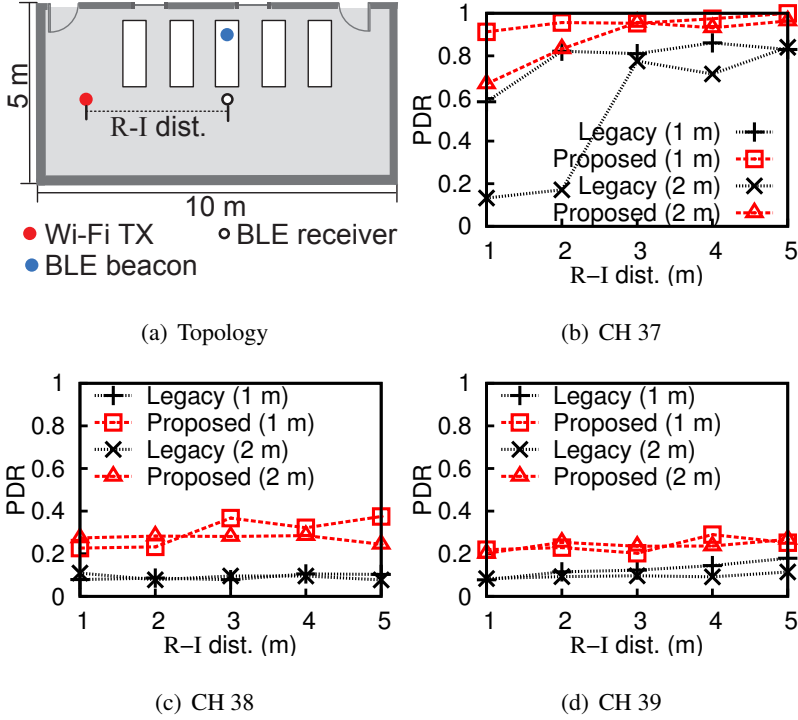 5 m
R-I dist.
10 m
Wi-Fi TX
BLE receiver
BLE beacon
(a) Topology
1
0.8
0.6
0.4
0.2
0
PDR
Legacy (1 m)
Proposed (1 m)
Legacy (2 m)
Proposed (2 m)
1 2 3 4 5
R–I dist. (m)
(b) CH 37
1
0.8
0.6
0.4
0.2
0
PDR
Legacy (1 m)
Proposed (1 m)
Legacy (2 m)
Proposed (2 m)
1 2 3 4 5
R–I dist. (m)
(c) CH 38
1
0.8
0.6
0.4
0.2
0
PDR
Legacy (1 m)
Proposed (1 m)
Legacy (2 m)
Proposed (2 m)
1 2 3 4 5
R–I dist. (m)
(d) CH 39